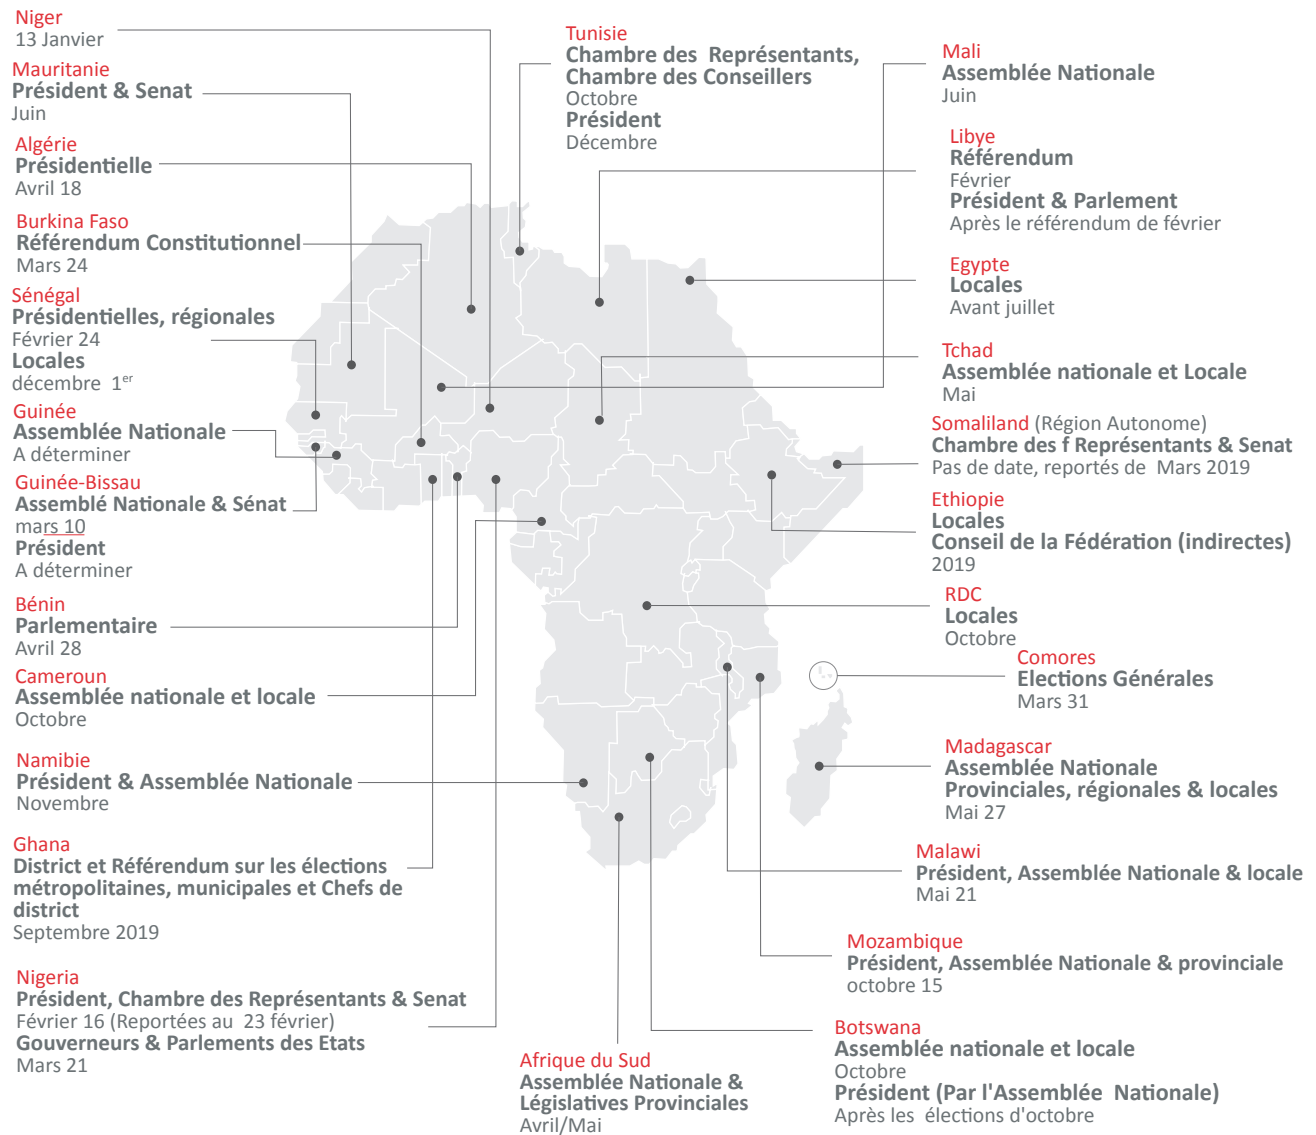 Niger
13 Janvier
Mauritanie
Président & Senat
Juin
Algérie
Présidentielle
Avril 18
Burkina Faso
Référendum Constitutionnel
Mars 24
Sénégal
Présidentielles, régionales
Février 24
Locales
décembre 1er
Guinée
Assemblée Nationale
A déterminer
Guinée-Bissau
Assemblé Nationale & Sénat
mars 10
Président
A déterminer
Bénin
Parlementaire
Avril 28
Cameroun
Assemblée nationale et locale
Octobre
Namibie
Président & Assemblée Nationale
Novembre
Ghana
District et Référendum sur les élections
métropolitaines, municipales et Chefs de
district
Septembre 2019
Nigeria
Président, Chambre des Représentants & Senat
Février 16 (Reportées au 23 février)
Gouverneurs & Parlements des Etats
Mars 21
Tunisie
Chambre des Représentants,
Chambre des Conseillers
Octobre
Président
Décembre
Mali
Assemblée Nationale
Juin
Libye
Référendum
Février
Président & Parlement
Après le référendum de février
Egypte
Locales
Avant juillet
Tchad
Assemblée nationale et Locale
Mai
Somaliland (Région Autonome)
Chambre des f Représentants & Senat
Pas de date, reportés de Mars 2019
Ethiopie
Locales
Conseil de la Fédération (indirectes)
2019
RDC
Locales
Octobre
Comores
Elections Générales
Mars 31
Madagascar
Assemblée Nationale
Provinciales, régionales & locales
Mai 27
Malawi
Président, Assemblée Nationale & locale
Mai 21
Mozambique
Président, Assemblée Nationale & provinciale
octobre 15
Botswana
Assemblée nationale et locale
Octobre
Président (Par l'Assemblée Nationale)
Après les élections d'octobre
Afrique du Sud
Assemblée Nationale &
Législatives Provinciales
Avril/Mai